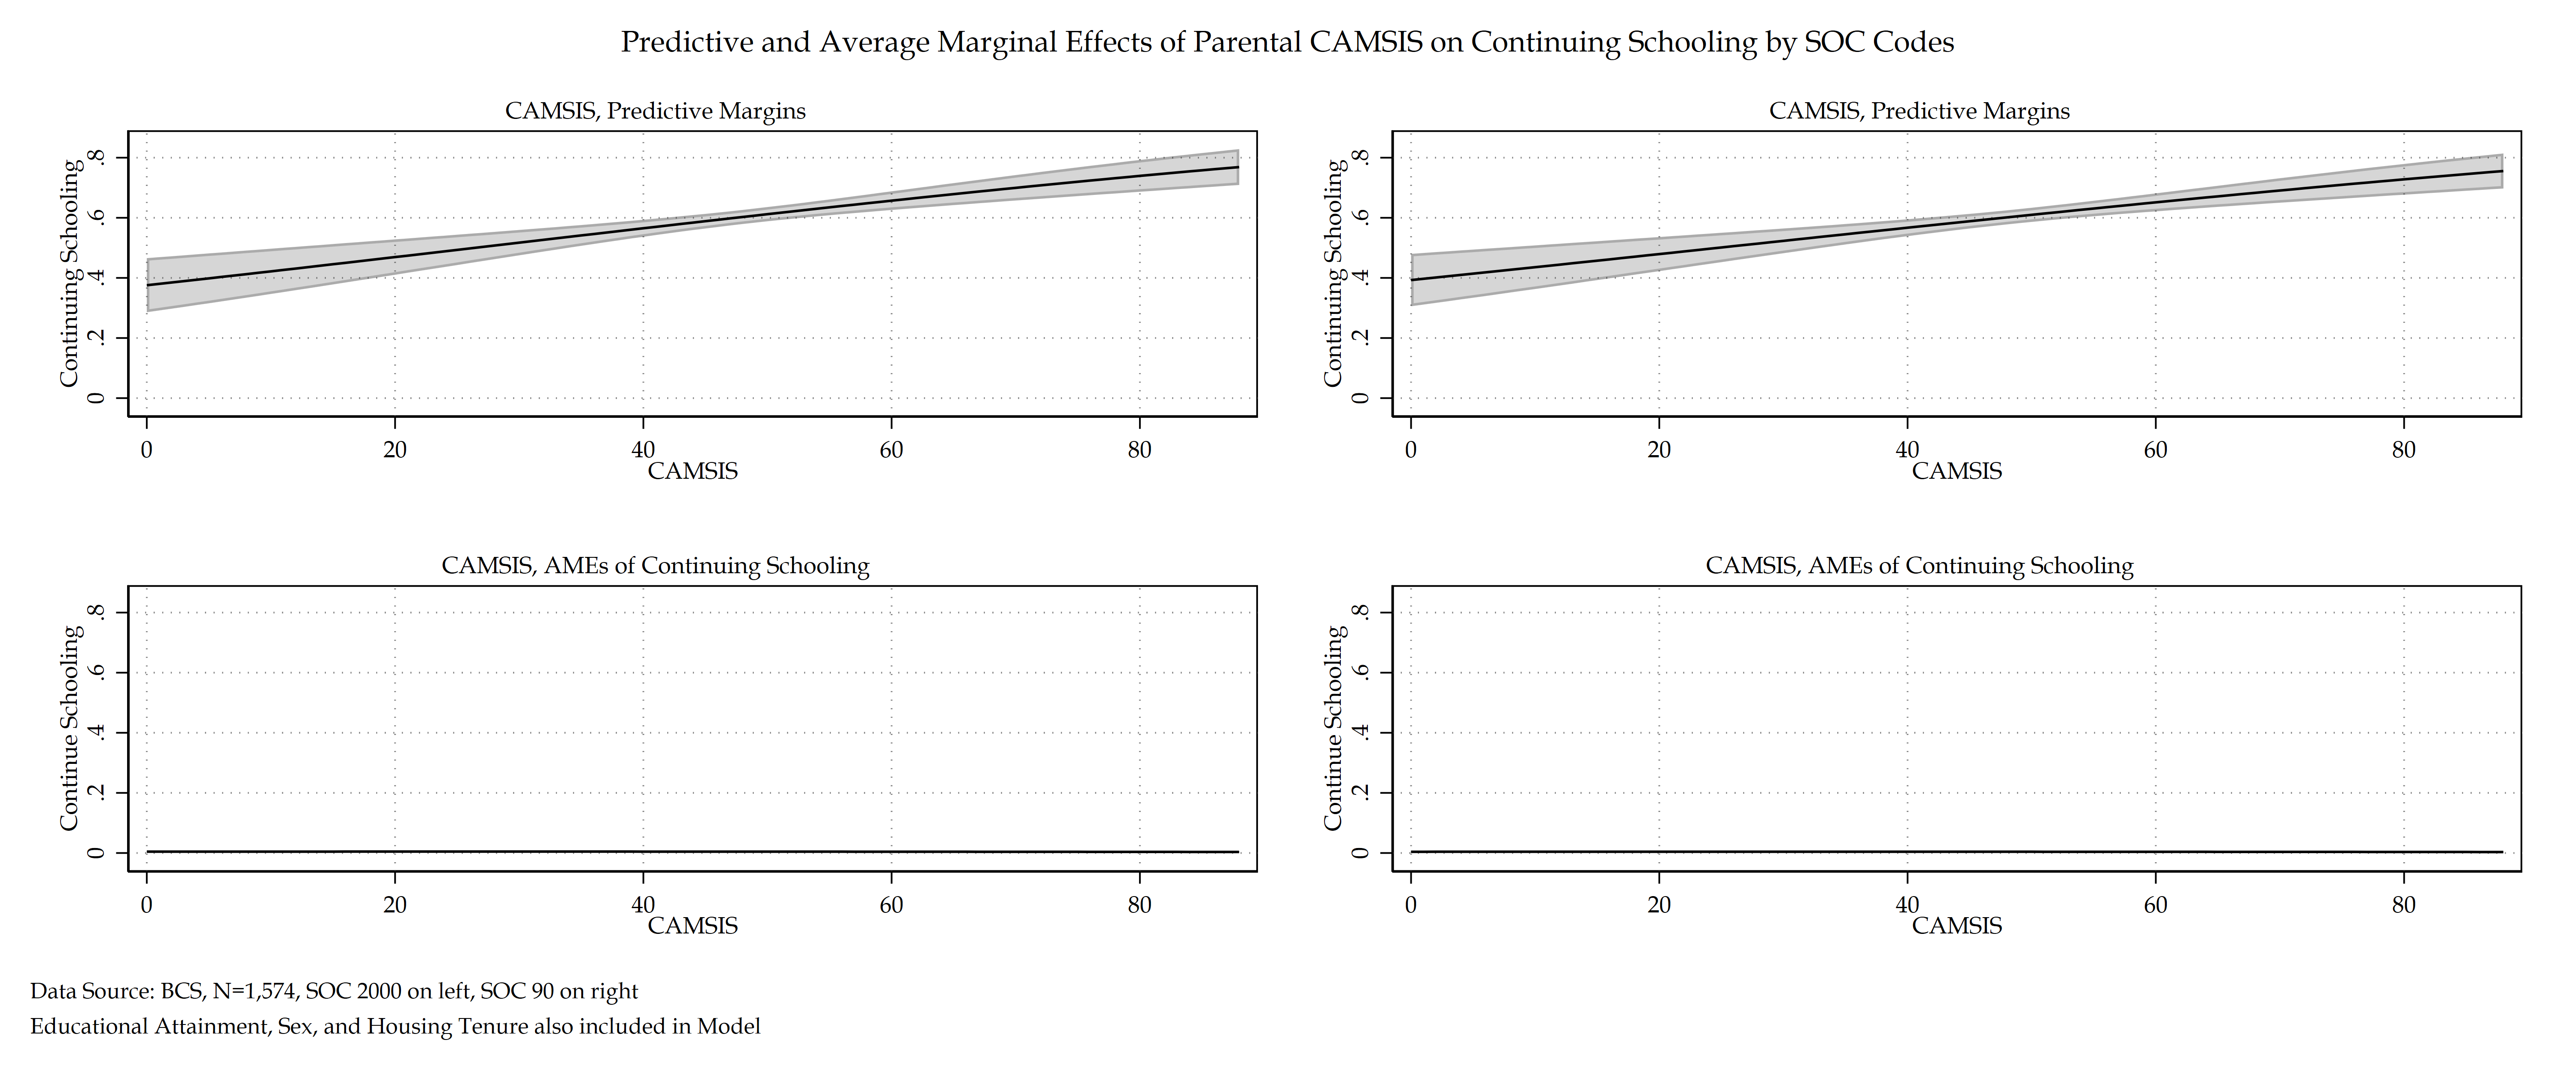 Predictive and Average Marginal Effects of Parental CAMSIS on Continuing Schooling by SOC Codes
CAMSIS, Predictive Margins
Continuing Schooling
.8
.6
.4
.2
0
0 20 40 60 80
CAMSIS
CAMSIS, Predictive Margins
Continuing Schooling
.8
.6
.4
.2
0
0 20 40 60 80
CAMSIS
CAMSIS, AMEs of Continuing Schooling
Continue Schooling
.8
.6
.4
.2
0
0 20 40 60 80
CAMSIS
CAMSIS, AMEs of Continuing Schooling
Continue Schooling
.8
.6
.4
.2
0
0 20 40 60 80
CAMSIS
Data Source: BCS, N=1,574, SOC 2000 on left, SOC 90 on right
Educational Attainment, Sex, and Housing Tenure also included in Model